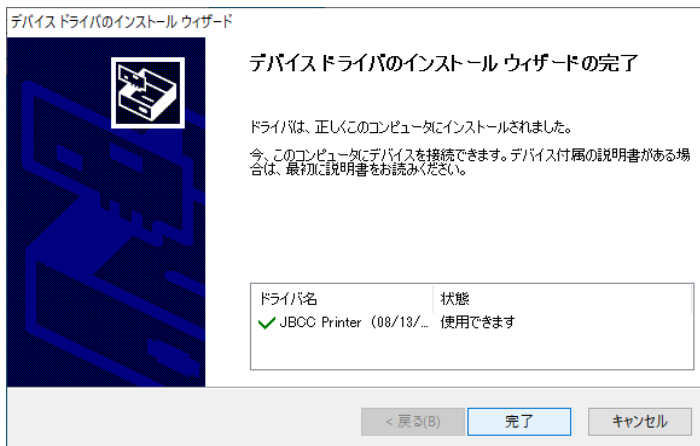 デバイス ドライバのインストール ウィザード
デバイス ドライバのインストール ウィザードの完了
ドライバは、正しくこのコンピュータにインストールされました。
今、このコンピュータにデバイスを接続できます。デバイス付属の説明書がある場
合は、最初に説明書をお読みください。
ドライバ名 状態
JBCC Printer (08/13/... 使用できます
< 戻る(B) 完了 キャンセル